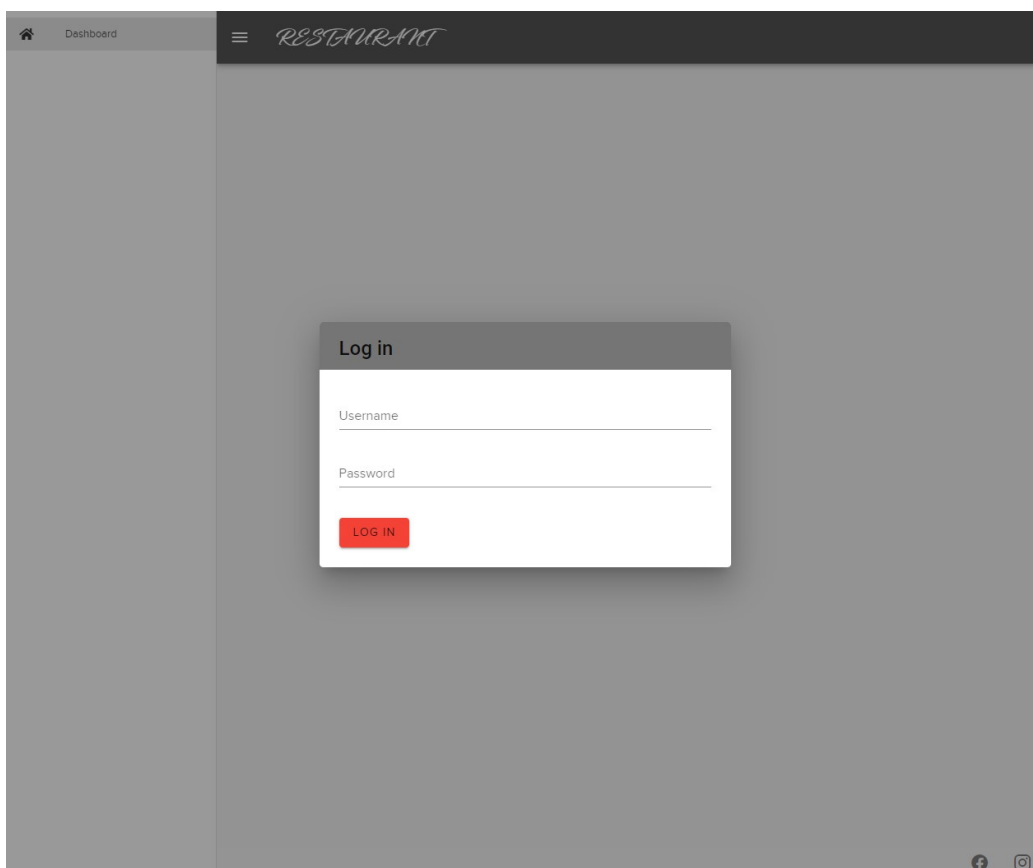 Dashboard
RESTAURANT
Log in
Username
Password
LOG IN